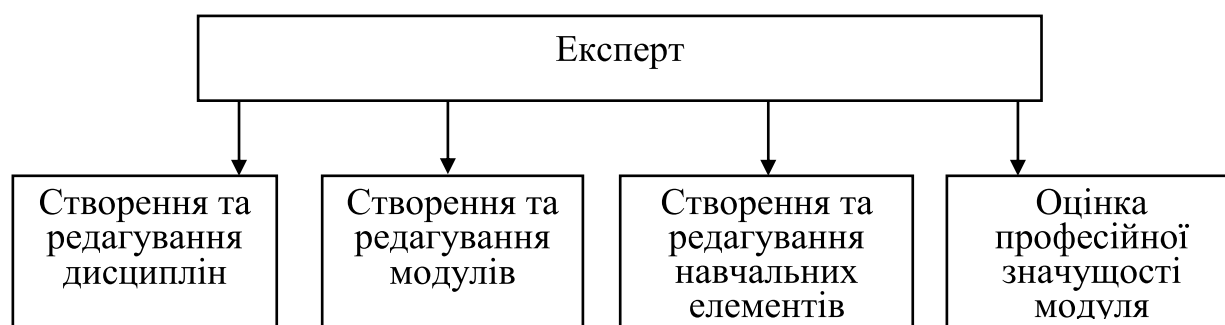 Експерт
Створення та
редагування
дисциплін
Створення та
редагування
модулів
Створення та
редагування
навчальних
елементів
Оцінка
професійної
значущості
модуля